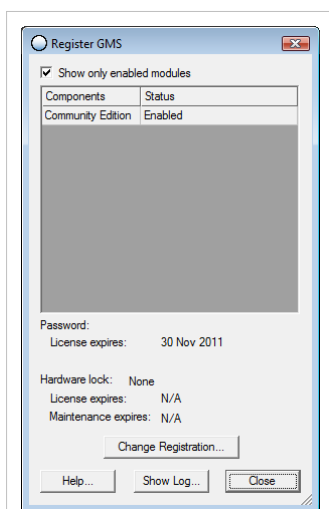 Register GMS
Show only enabled modules
Components Status
Community Edition Enabled
Password:
License expires: 30 Nov 2011
Hardware lock: None
License expires: N/A
Maintenance expires: N/A
Change Registration...
Help... Show Log... Close